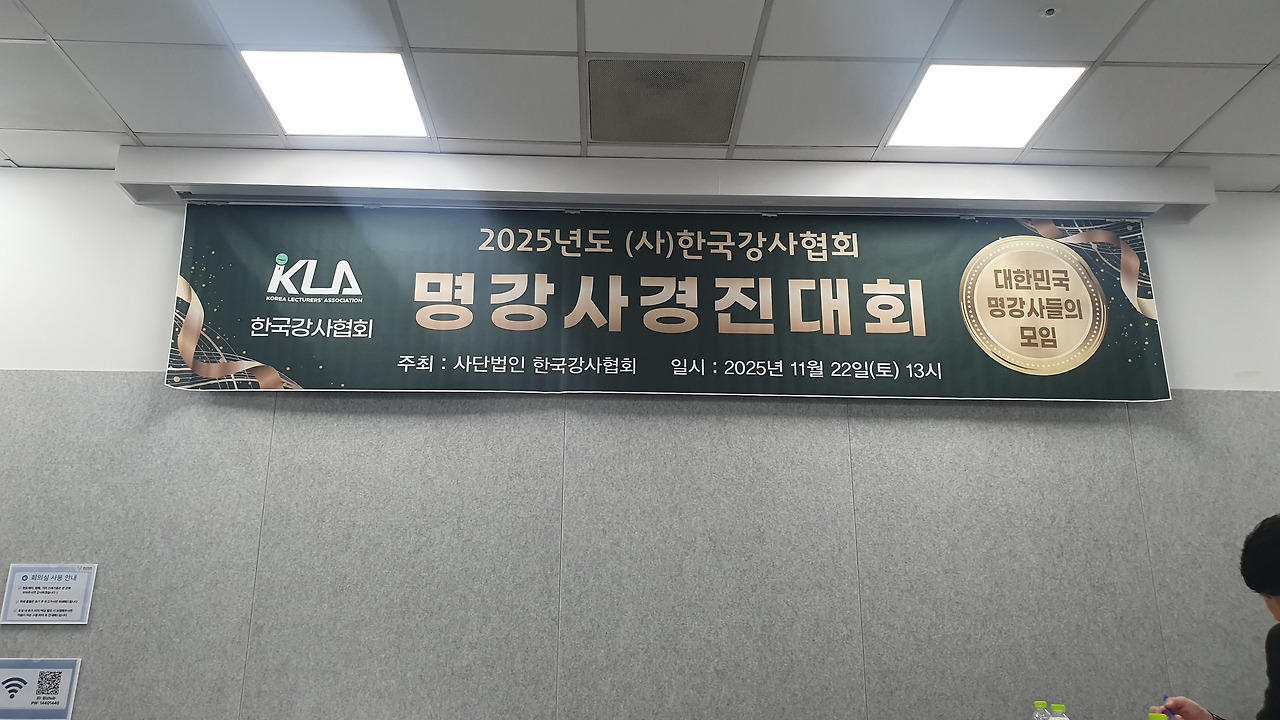 2025년도 (사)한국강사협회
KLA
KOREA LECTURERS' ASSOCIATION
한국강사협회
명강사경진대회
대한민국
명강사들의
모임
주최 : 사단법인 한국강사협회 일시 : 2025년 11월 22일(토) 13시
회의실 사용 안내
PW: 14401440